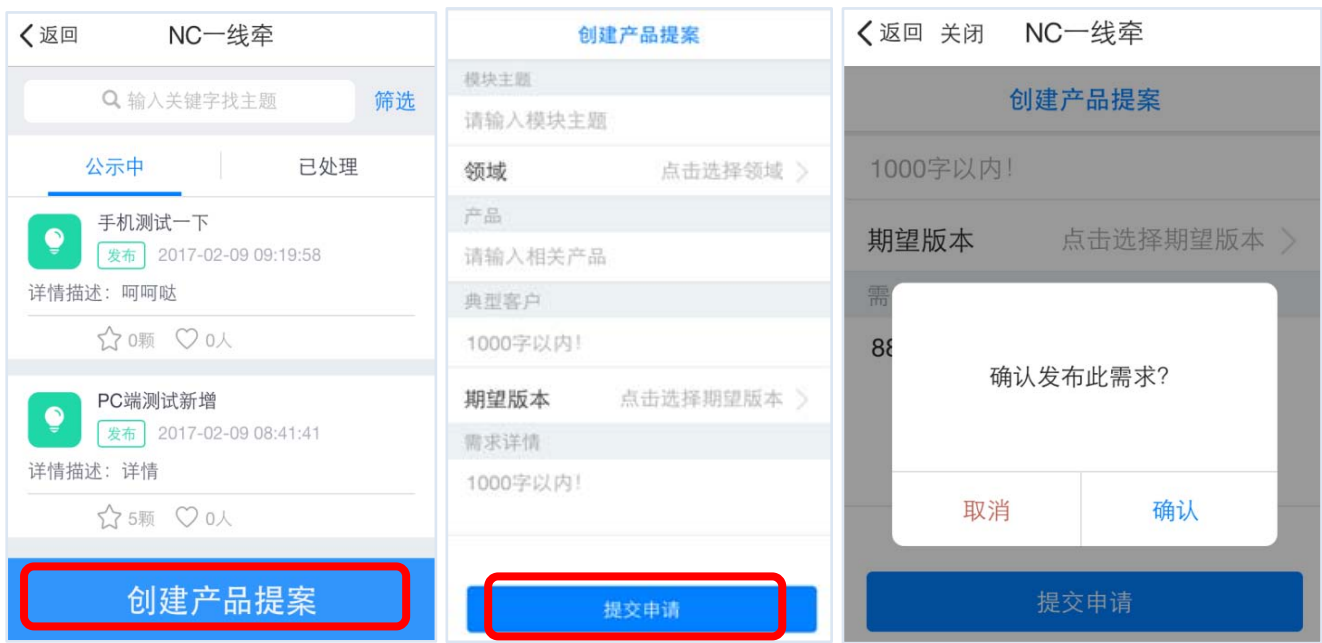 返回 NC一线牵
输入关键字找主题 筛选
公示中 已处理
手机测试一下
发布 2017-02-09 09:19:58
详情描述：呵呵哒
0颗 0人
PC端测试新增
发布 2017-02-09 08:41:41
详情描述：详情
5颗 0人
创建产品提案
创建产品提案
模块主题
请输入模块主题
领域 点击选择领域
产品
请输入相关产品
典型客户
1000字以内!
期望版本 点击选择期望版本
需求详情
1000字以内!
提交申请
返回 关闭 NC一线牵
创建产品提案
1000字以内!
期望版本 点击选择期望版本
需
88
确认发布此需求?
取消 确认
提交申请